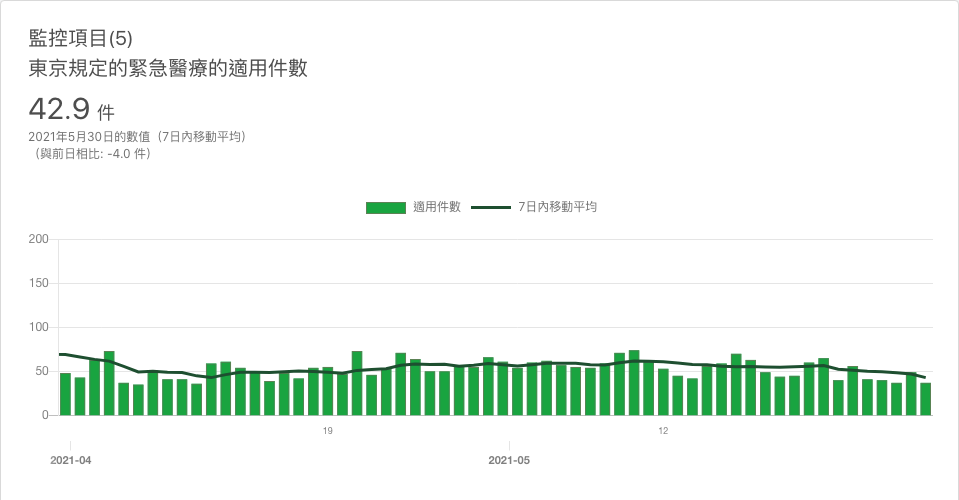 監控項目(5)
東京規定的緊急醫療的適用件數
42.9 件
2021年5月30日的數值（7日內移動平均）
（與前日相比: -4.0 件）
適用件數
7日內移動平均
200
150
100
50
0
19
12
2021-04
2021-05